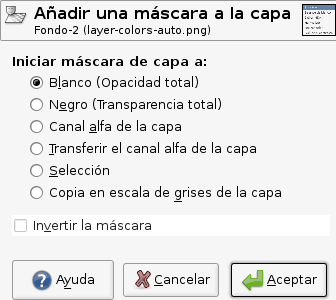 Añadir una máscara a la capa
Fondo-2 (layer-colors-auto.png)
Iniciar máscara de capa a:
Blanco (Opacidad total)
Negro (Transparencia total)
Canal alfa de la capa
Transferir el canal alfa de la capa
Selección
Copia en escala de grises de la capa
Invertir la máscara
Ayuda
Cancelar
Aceptar